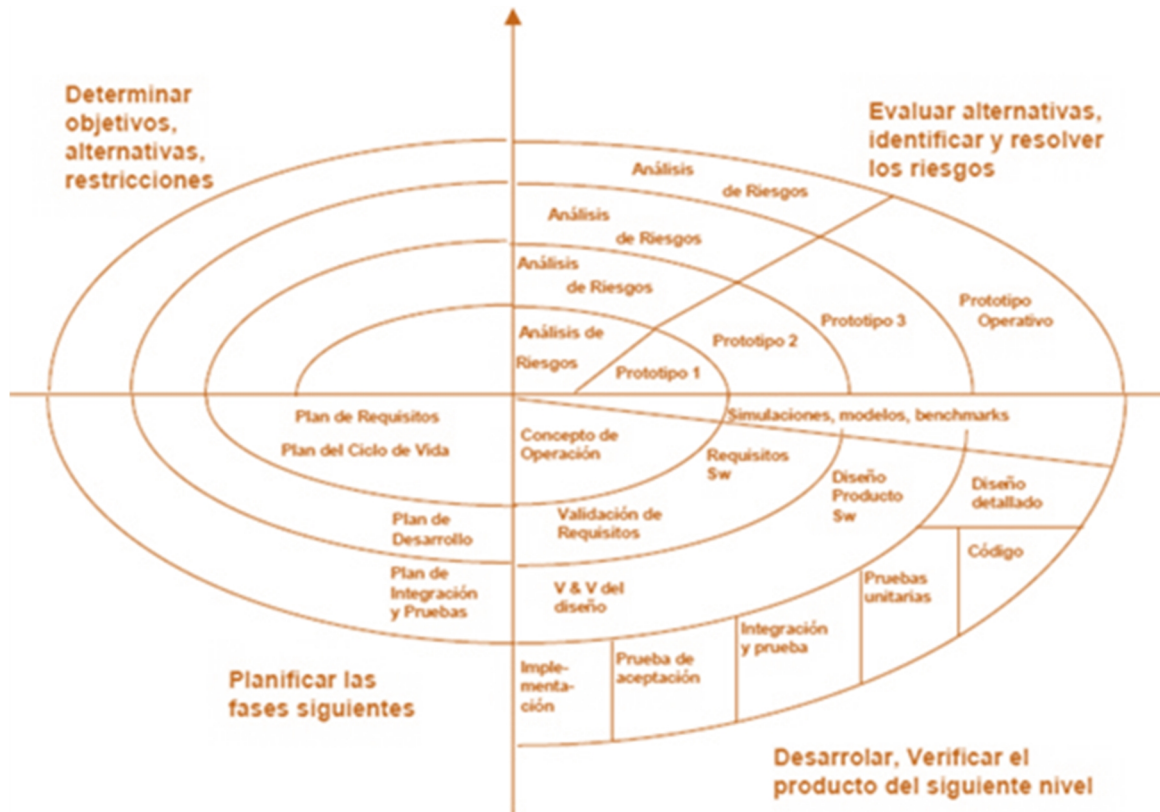 Determinar
objetivos,
alternativas,
restricciones
Evaluar alternativas,
identificar y resolver
los riesgos
Análisis
de Riesgos
Análisis
de Riesgos
Análisis
de Riesgos
Análisis de
Riesgos
Prototipo 1
Prototipo 2
Prototipo 3
Prototipo
Operativo
Simulaciones, modelos, benchmarks
Plan de Requisitos
Plan del Ciclo de Vida
Concepto de
Operación
Requisitos
Sw
Diseño
Producto
Sw
Diseño
detallado
Plan de
Desarrollo
Validación de
Requisitos
Código
Plan de
Integración
y Pruebas
V & V del
diseño
Pruebas
unitarias
Integración
y prueba
Prueba de
aceptación
Imple-
menta-
ción
Planificar las
fases siguientes
Desarrolar, Verificar el
producto del siguiente nivel